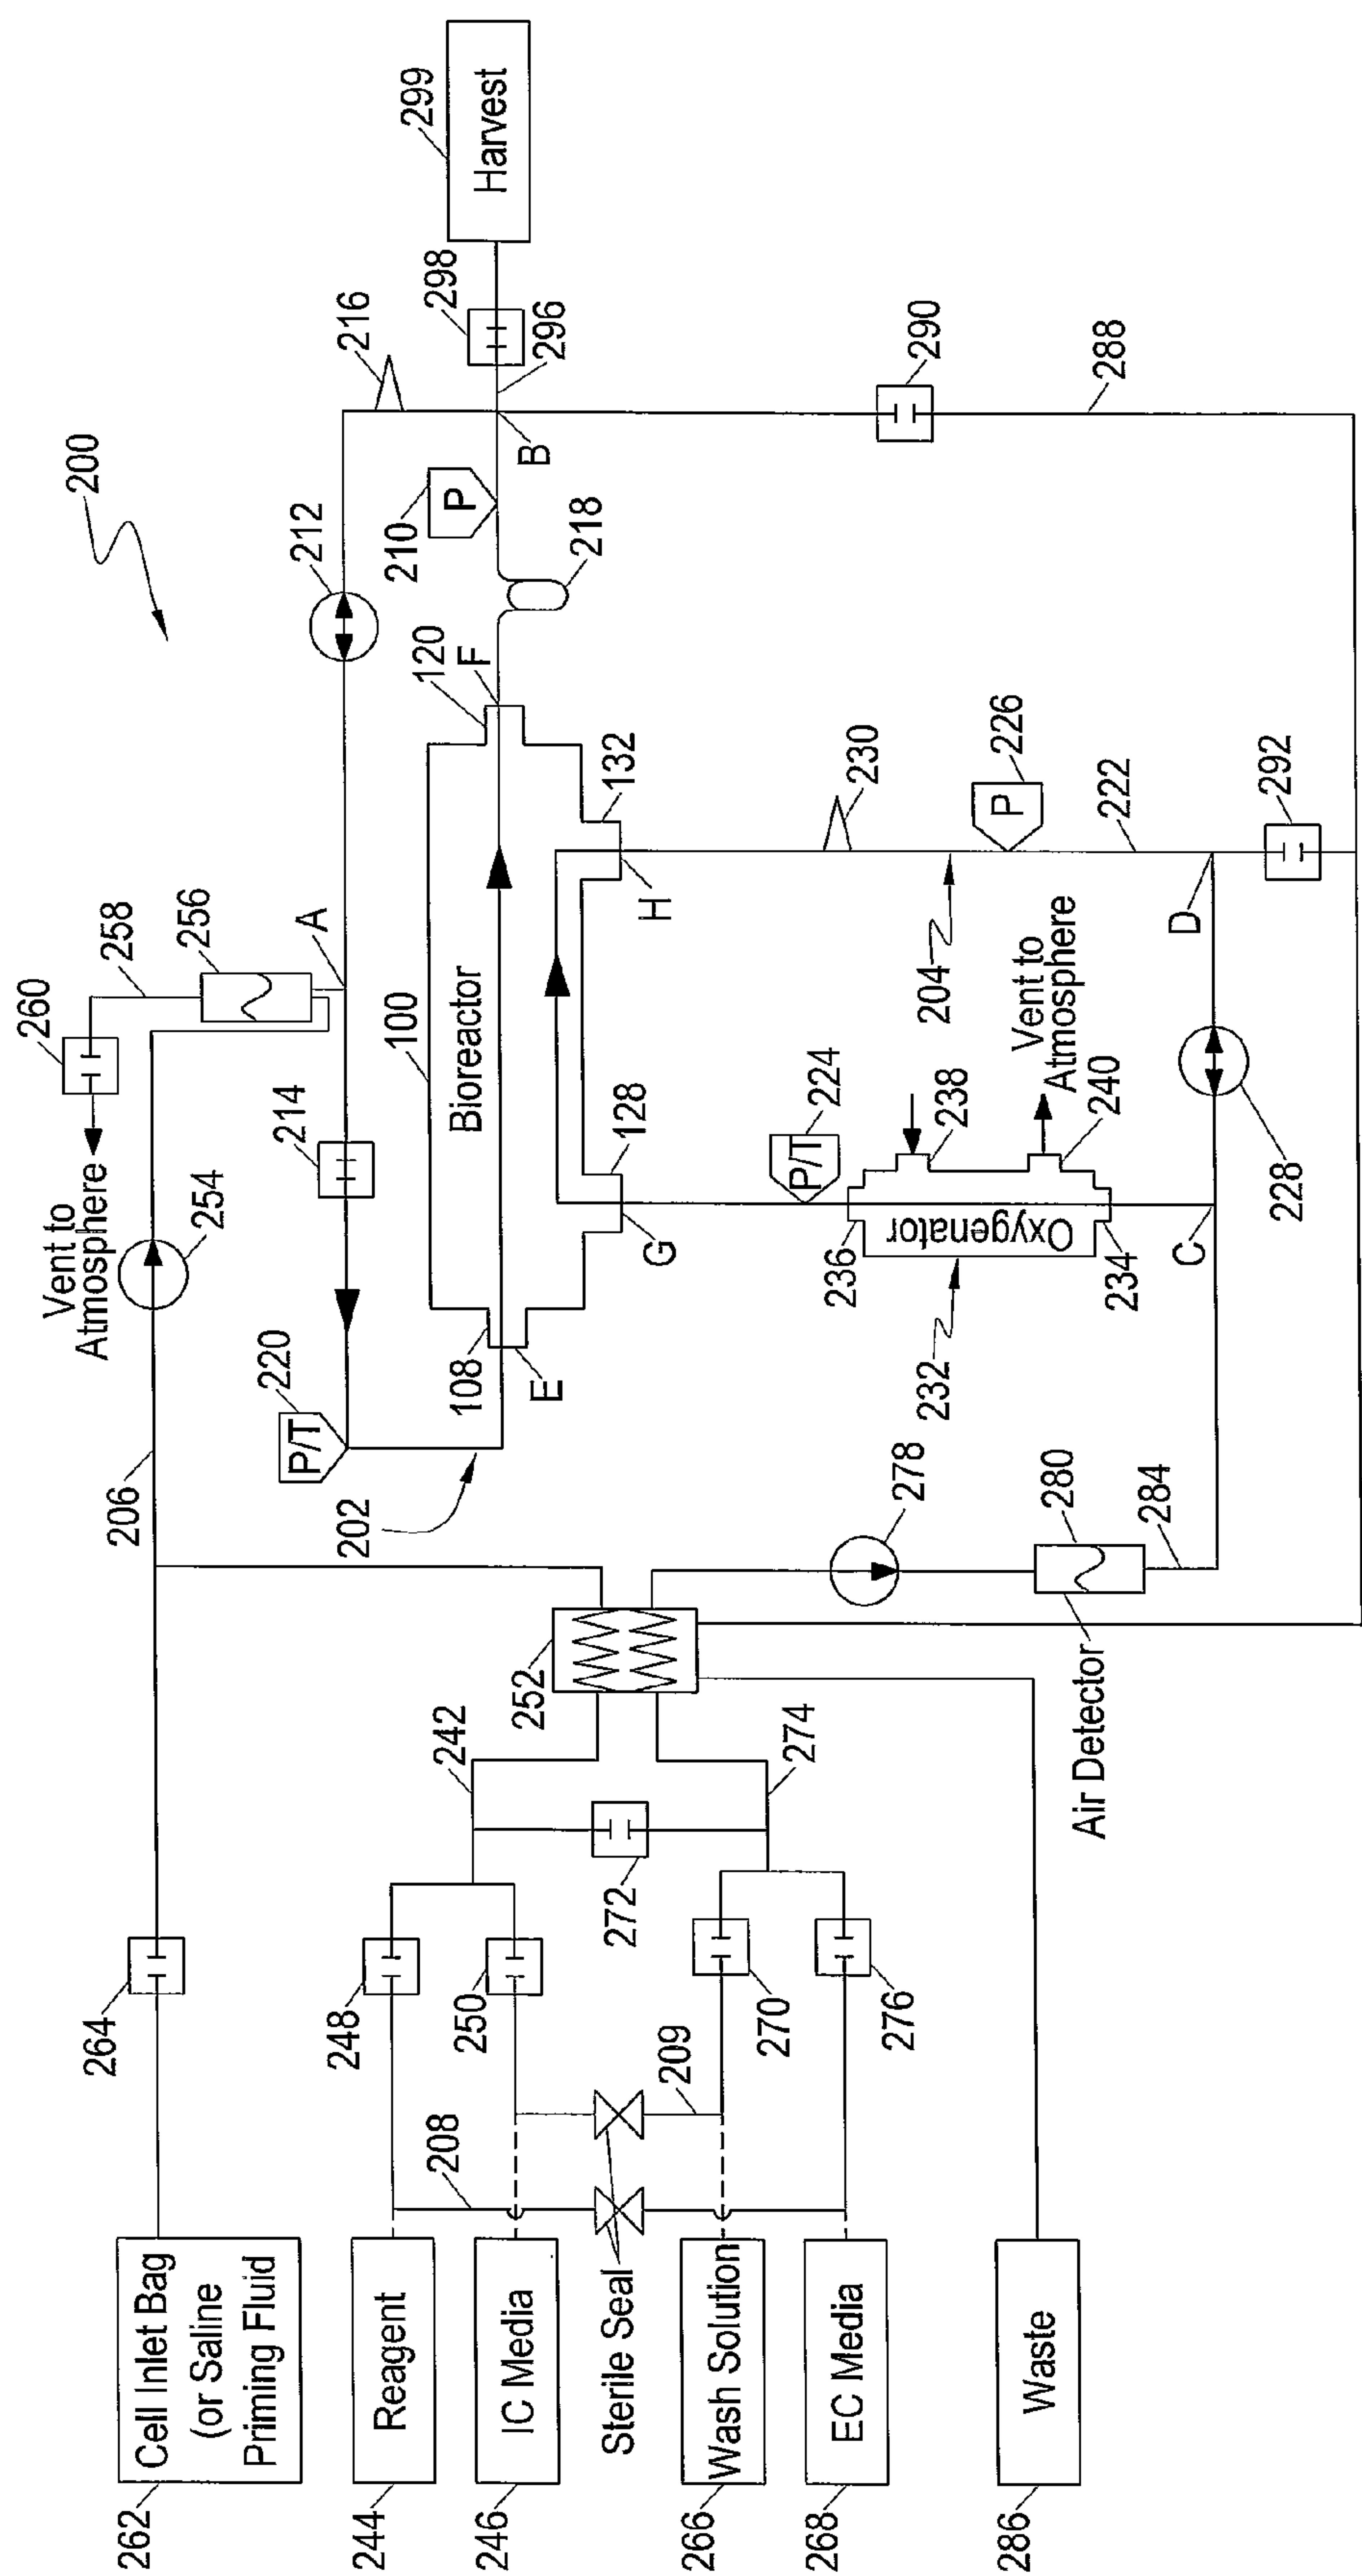 200
262
Cell Inlet Bag
(or Saline
Priming Fluid
264
206
254
Vent to
Atmosphere
260
258
256
A
214
220
P/T
202
212
216
244
Reagent
248
246
IC Media
250
208
209
Sterile Seal
266
Wash Solution
270
268
EC Media
276
242
272
274
252
286
Waste
100
Bioreactor
108
E
120
F
128
G
132
H
218
210
P
B
296
298
299
Harvest
290
288
278
280
Air Detector
284
224
P/T
236
Oxygenator
234
232
238
240
Vent to
Atmosphere
C
228
D
204
230
226
P
222
292